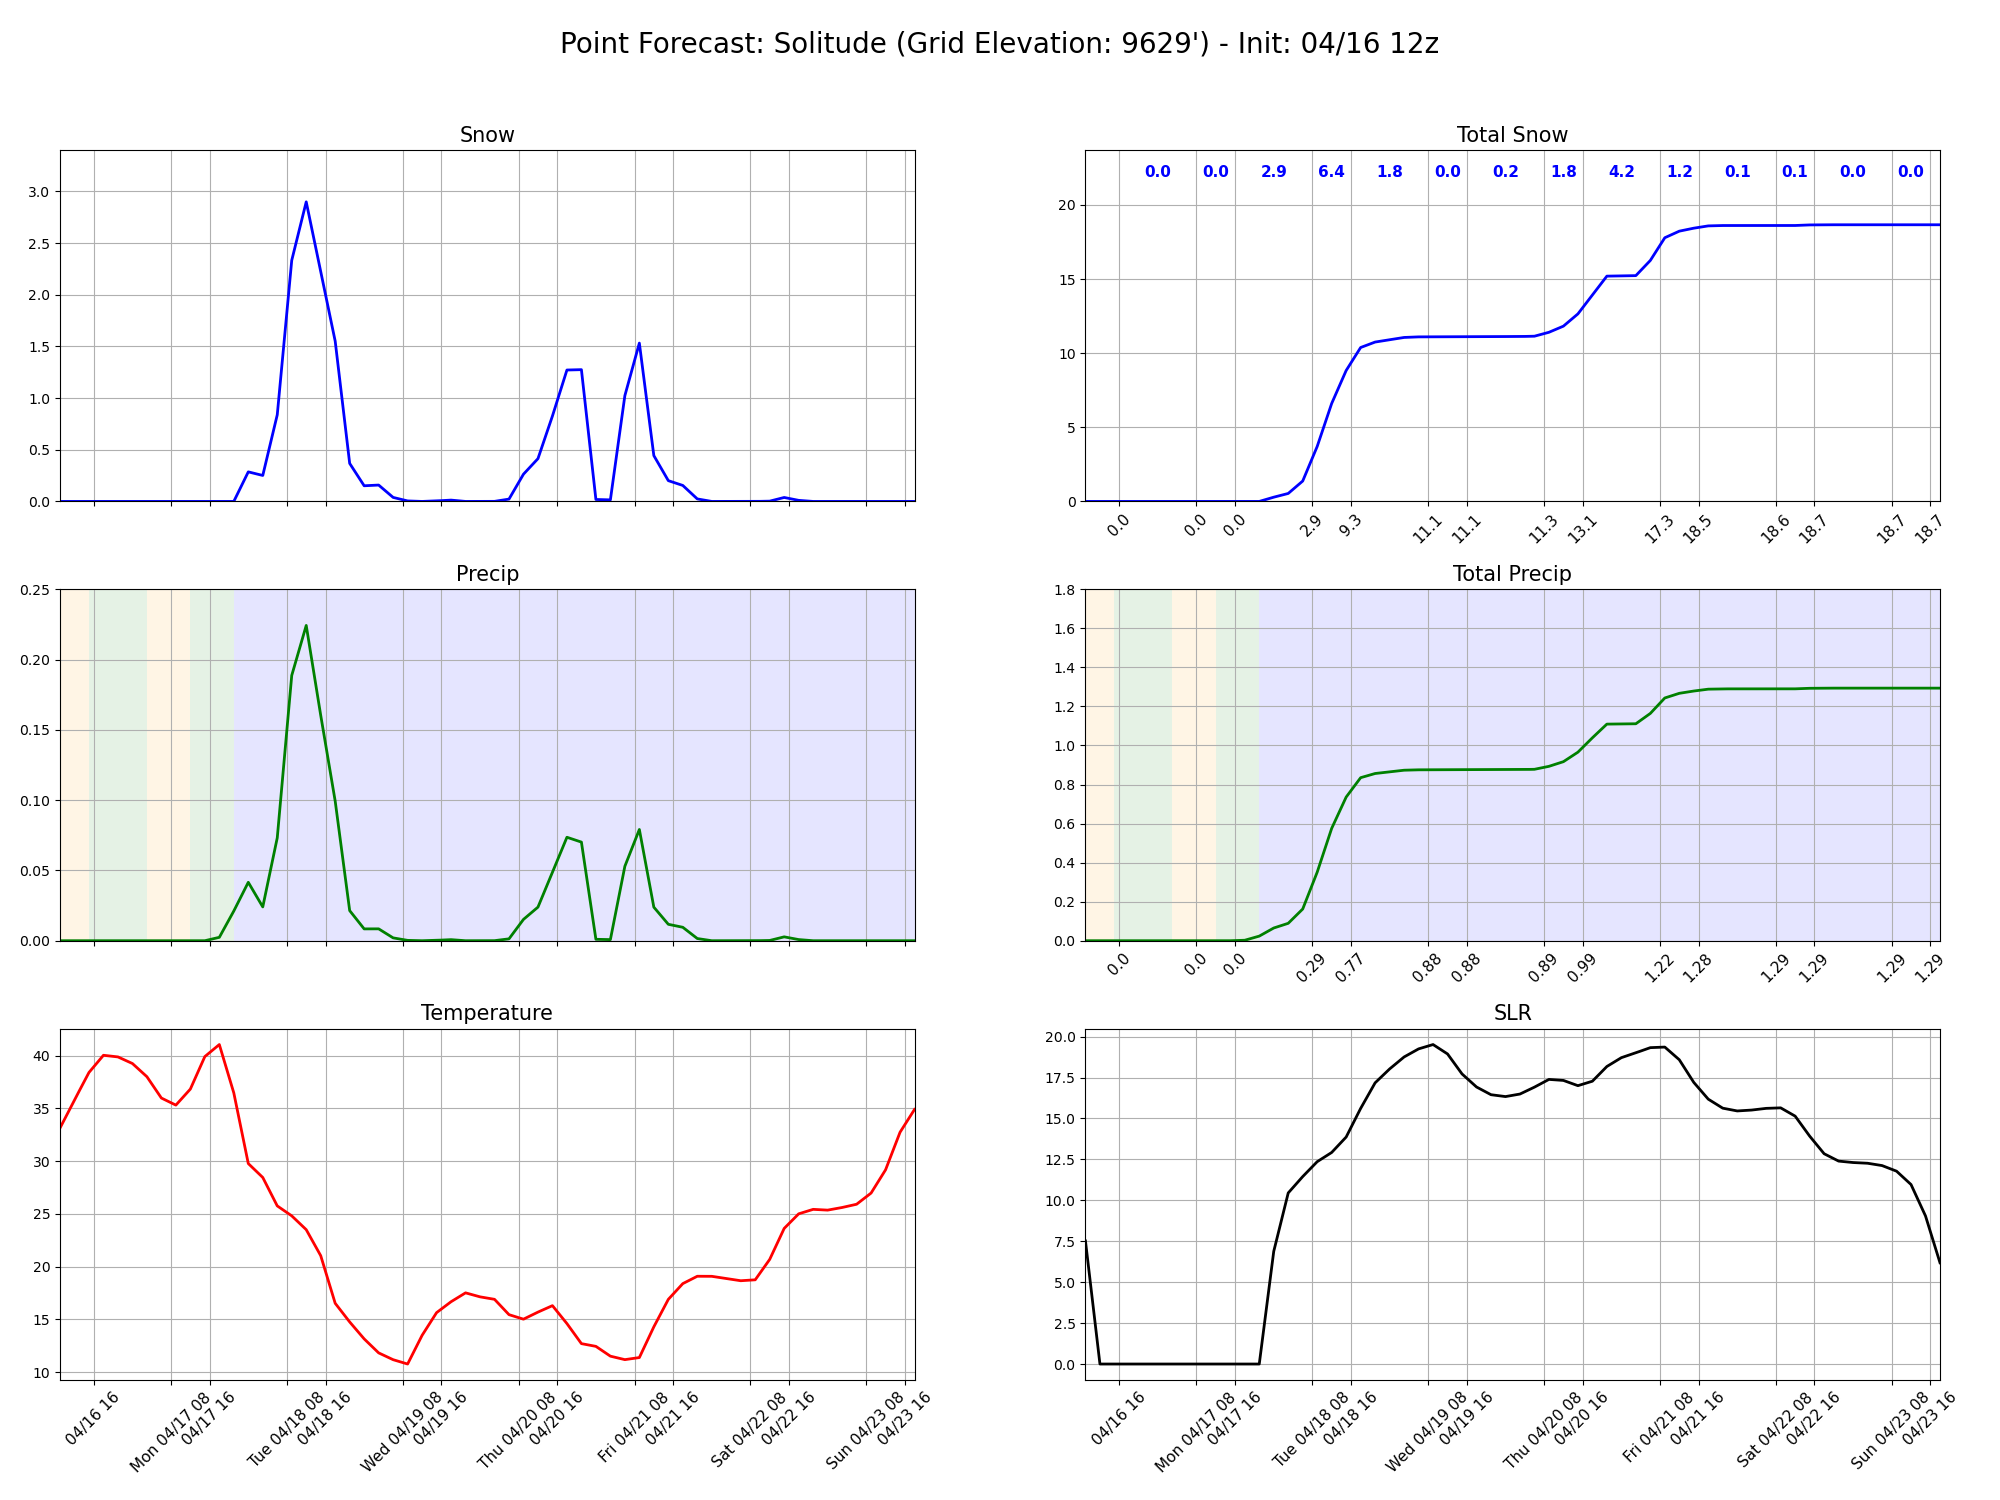 Point Forecast: Solitude (Grid Elevation: 9629') - Init: 04/16 12z
Snow
3.0
2.5
2.0
1.5
1.0
0.5
0.0
Total Snow
0.0 0.0 2.9 6.4 1.8 0.0 0.2 1.8 4.2 1.2 0.1 0.1 0.0 0.0
20
15
10
5
0
0.0 0.0 0.0 2.9 9.3 11.1 11.1 11.3 13.1 17.3 18.5 18.6 18.7 18.7 18.7
Precip
0.25
0.20
0.15
0.10
0.05
0.00
Total Precip
1.8
1.6
1.4
1.2
1.0
0.8
0.6
0.4
0.2
0.0
0.0 0.0 0.0 0.29 0.77 0.88 0.88 0.89 0.99 1.22 1.28 1.29 1.29 1.29 1.29
Temperature
40
35
30
25
20
15
10
04/16 16
Mon 04/17 08
04/17 16
Tue 04/18 08
04/18 16
Wed 04/19 08
04/19 16
Thu 04/20 08
04/20 16
Fri 04/21 08
04/21 16
Sat 04/22 08
04/22 16
Sun 04/23 08
04/23 16
SLR
20.0
17.5
15.0
12.5
10.0
7.5
5.0
2.5
0.0
04/16 16
Mon 04/17 08
04/17 16
Tue 04/18 08
04/18 16
Wed 04/19 08
04/19 16
Thu 04/20 08
04/20 16
Fri 04/21 08
04/21 16
Sat 04/22 08
04/22 16
Sun 04/23 08
04/23 16